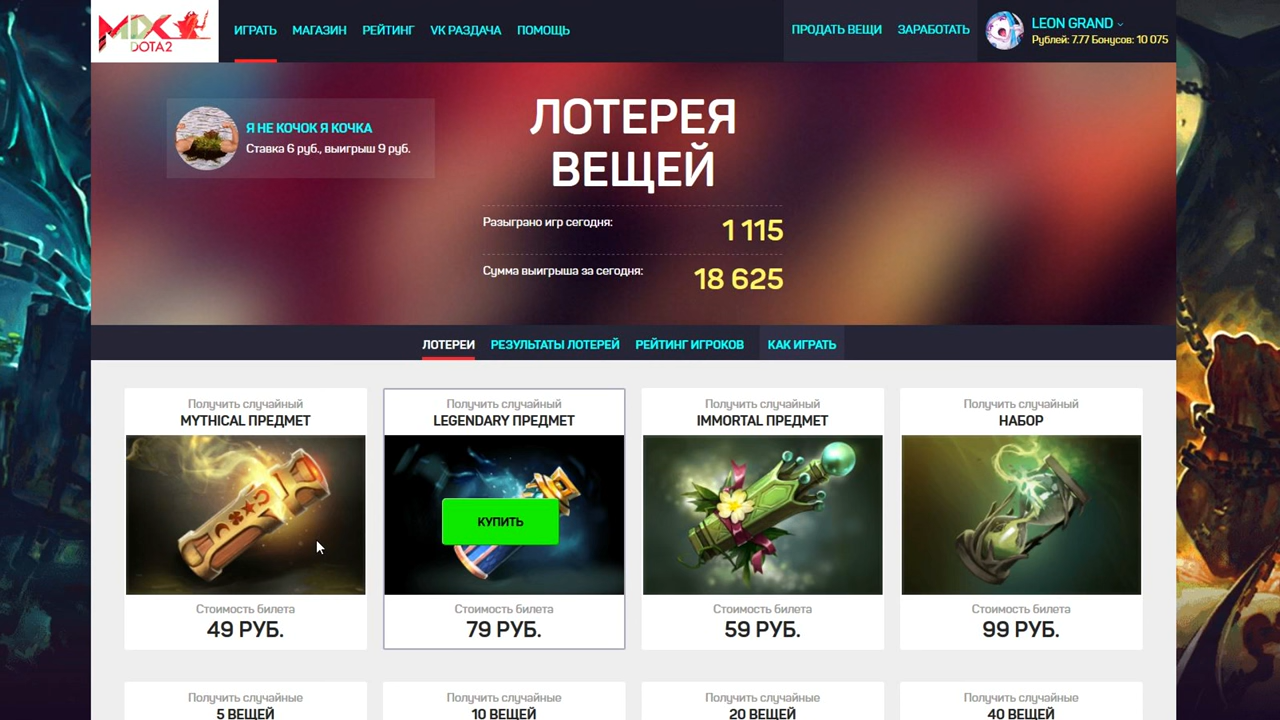 MIX
DOTA2
ИГРАТЬ
МАГАЗИН
РЕЙТИНГ
VK РАЗДАЧА
ПОМОЩЬ
ПРОДАТЬ ВЕЩИ
ЗАРАБОТАТЬ
LEON GRAND
Рублей: 7.77 Бонусов: 10 075
Я НЕ КОЧОК Я КОЧКА
Ставка 6 руб., выигрыш 9 руб.
ЛОТЕРЕЯ
ВЕЩЕЙ
Разыграно игр сегодня:
1 115
Сумма выигрыша за сегодня:
18 625
ЛОТЕРЕИ
РЕЗУЛЬТАТЫ ЛОТЕРЕЙ
РЕЙТИНГ ИГРОКОВ
КАК ИГРАТЬ
Получить случайный
MYTHICAL ПРЕДМЕТ
Стоимость билета
49 РУБ.
Получить случайный
LEGENDARY ПРЕДМЕТ
КУПИТЬ
Стоимость билета
79 РУБ.
Получить случайный
IMMORTAL ПРЕДМЕТ
Стоимость билета
59 РУБ.
Получить случайный
НАБОР
Стоимость билета
99 РУБ.
Получить случайные
5 ВЕЩЕЙ
Получить случайные
10 ВЕЩЕЙ
Получить случайные
20 ВЕЩЕЙ
Получить случайные
40 ВЕЩЕЙ